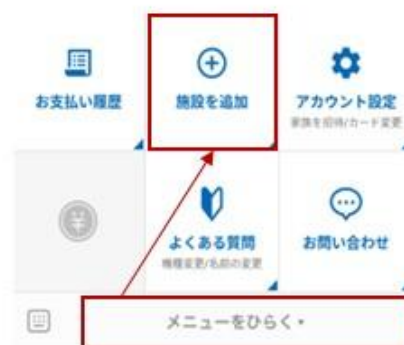 お支払い履歴
施設を追加
アカウント設定
家族を招待/カード変更
¥
よくある質問
機種変更/名前の変更
お問い合わせ
メニューをひらく▾